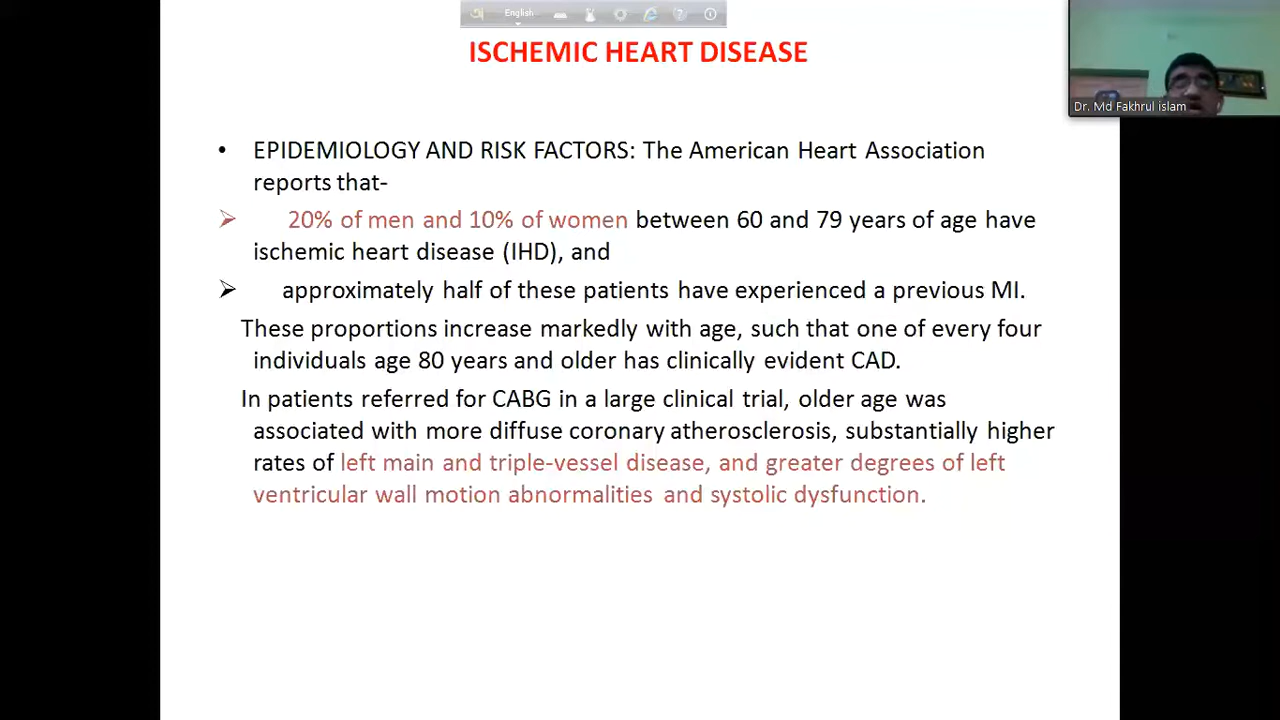 English
ISCHEMIC HEART DISEASE
Dr. Md Fakhrul islam
• EPIDEMIOLOGY AND RISK FACTORS: The American Heart Association
reports that-
➢ 20% of men and 10% of women between 60 and 79 years of age have
ischemic heart disease (IHD), and
➢ approximately half of these patients have experienced a previous MI.
These proportions increase markedly with age, such that one of every four
individuals age 80 years and older has clinically evident CAD.
In patients referred for CABG in a large clinical trial, older age was
associated with more diffuse coronary atherosclerosis, substantially higher
rates of left main and triple-vessel disease, and greater degrees of left
ventricular wall motion abnormalities and systolic dysfunction.